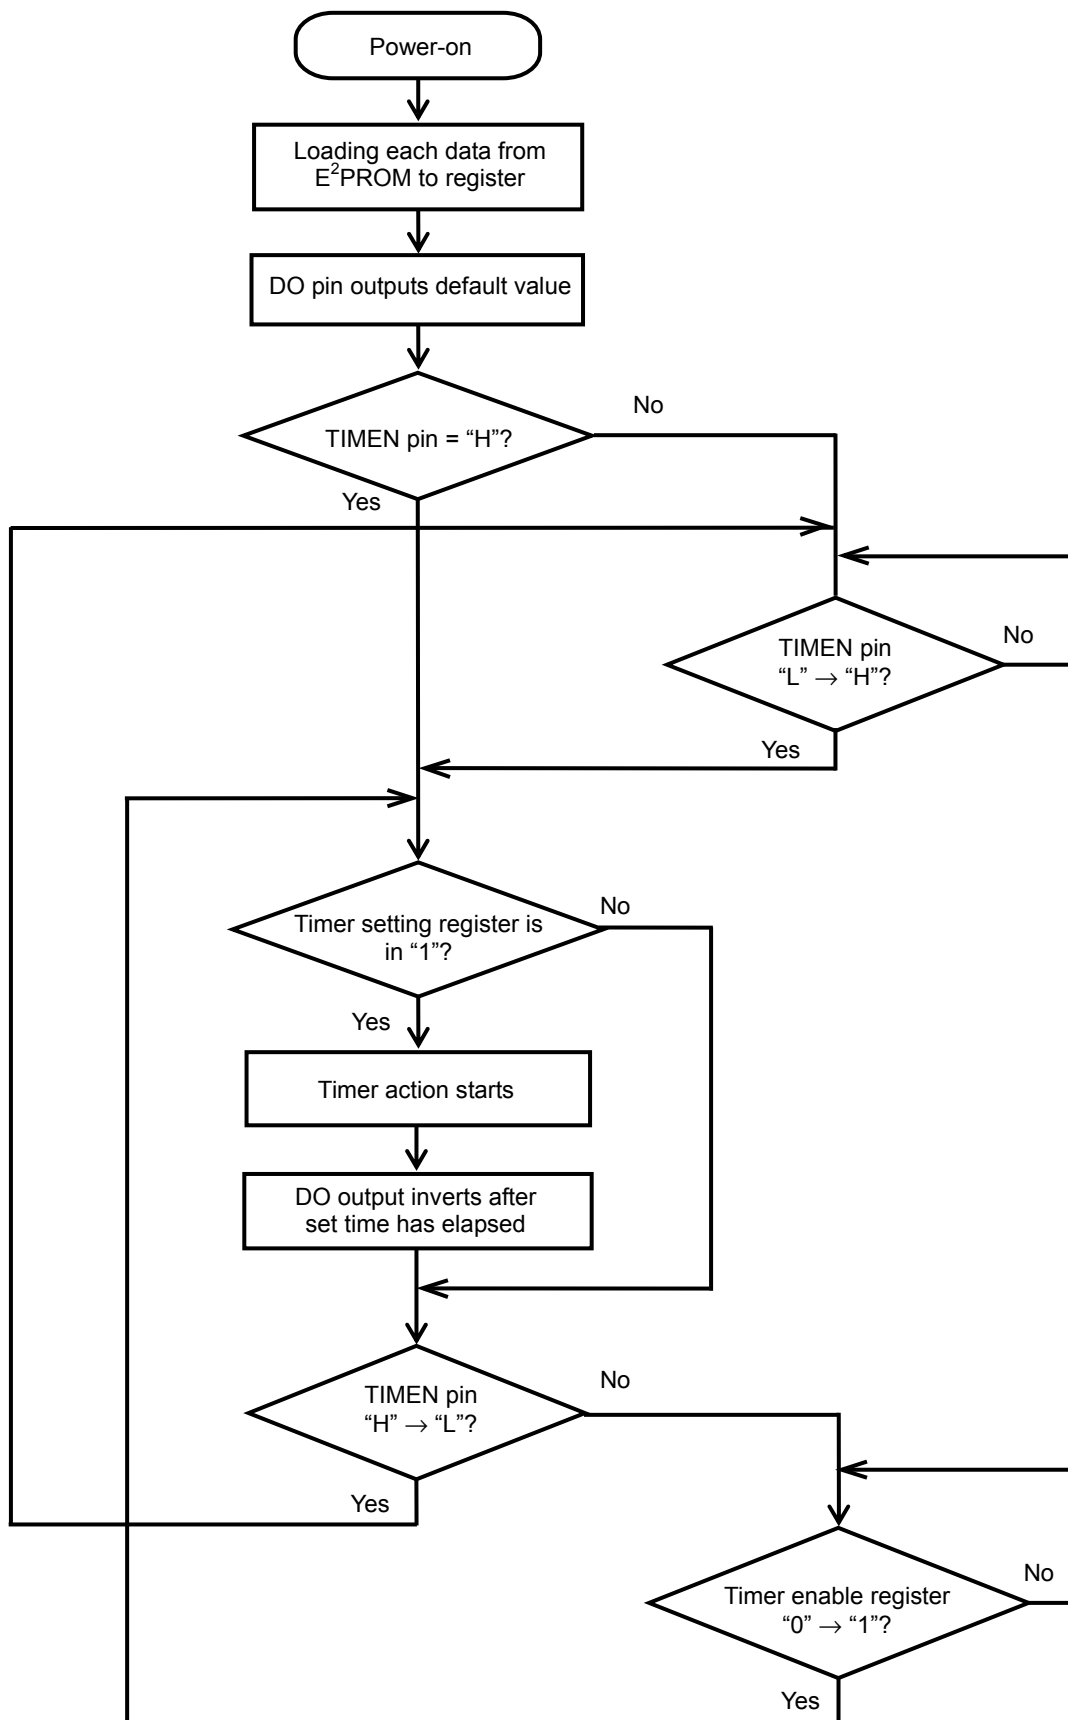 Power-on
Loading each data from
E²PROM to register
DO pin outputs default value
TIMEN pin = “H”?
No
Yes
TIMEN pin
“L” → “H”?
No
Yes
Timer setting register is
in “1”?
No
Yes
Timer action starts
DO output inverts after
set time has elapsed
TIMEN pin
“H” → “L”?
No
Yes
Timer enable register
“0” → “1”?
No
Yes